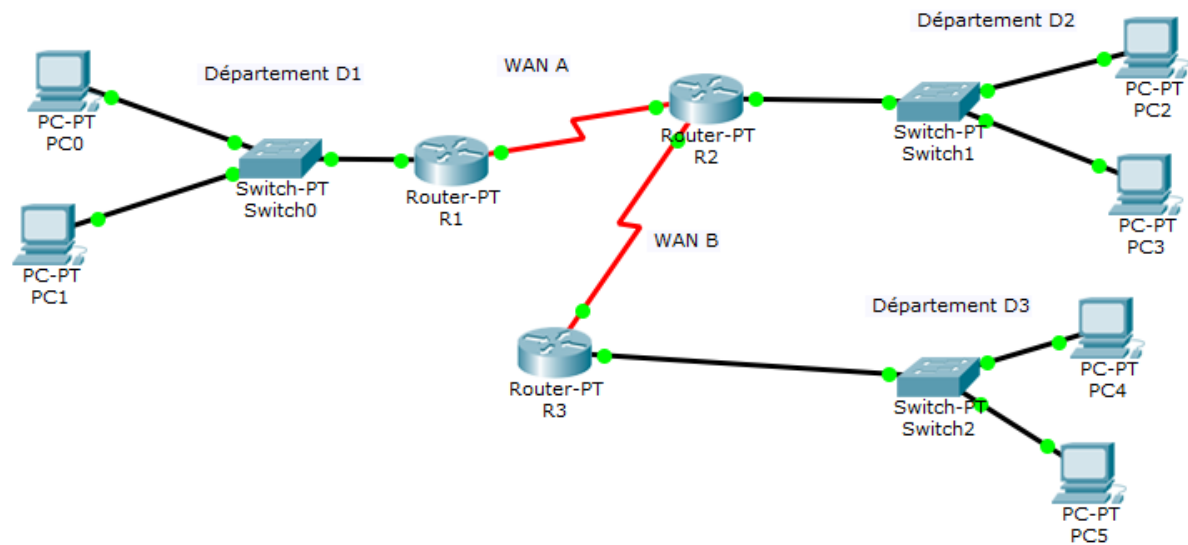 Département D1
WAN A
Département D2
PC-PT
PC0
Switch-PT
Switch0
PC-PT
PC1
Router-PT
R1
Router-PT
R2
Switch-PT
Switch1
PC-PT
PC2
PC-PT
PC3
WAN B
Département D3
Router-PT
R3
Switch-PT
Switch2
PC-PT
PC4
PC-PT
PC5